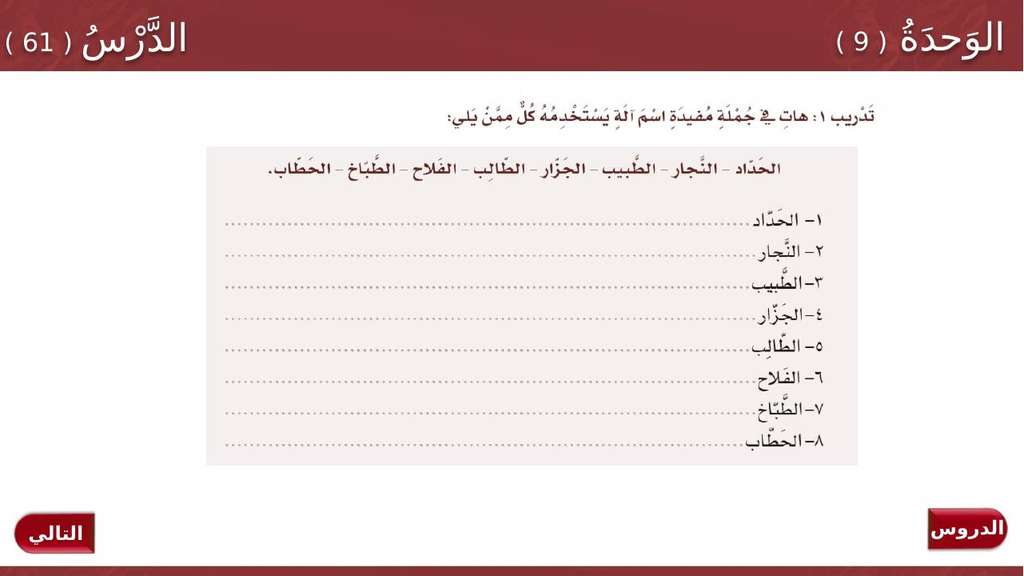 الوَحدَةُ ( 9 )
الدَّرْسُ ( 61 )
تَدْريب ١: هاتِ في جُمْلَةٍ مُفيدَةٍ اسْمَ آلَةٍ يَسْتَخْدِمُهُ كُلٌّ مِمَّنْ يَلي:
الحَدّاد – النَّجار – الطَّبيب – الجَزّار – الطّالِب – الفَلاح – الطَّبّاخ – الحَطّاب.
١- الحَدّاد................................................................
٢- النَّجار................................................................
٣- الطَّبيب................................................................
٤- الجَزّار................................................................
٥- الطّالِب................................................................
٦- الفَلاح................................................................
٧- الطَّبّاخ................................................................
٨- الحَطّاب................................................................
الدروس
التالي